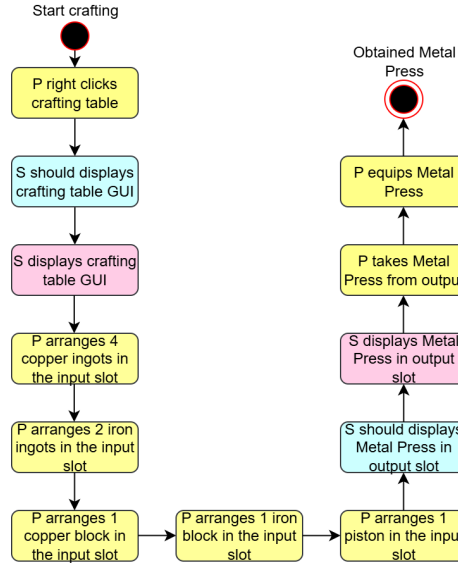 Start crafting
P right clicks
crafting table
S should displays
crafting table GUI
S displays crafting
table GUI
P arranges 4
copper ingots in
the input slot
P arranges 2 iron
ingots in the input
slot
P arranges 1
copper block in
the input slot
P arranges 1 iron
block in the input
slot
P arranges 1
piston in the input
slot
S should displays
Metal Press in
output slot
S displays Metal
Press in output
slot
P takes Metal
Press from output
P equips Metal
Press
Obtained Metal
Press